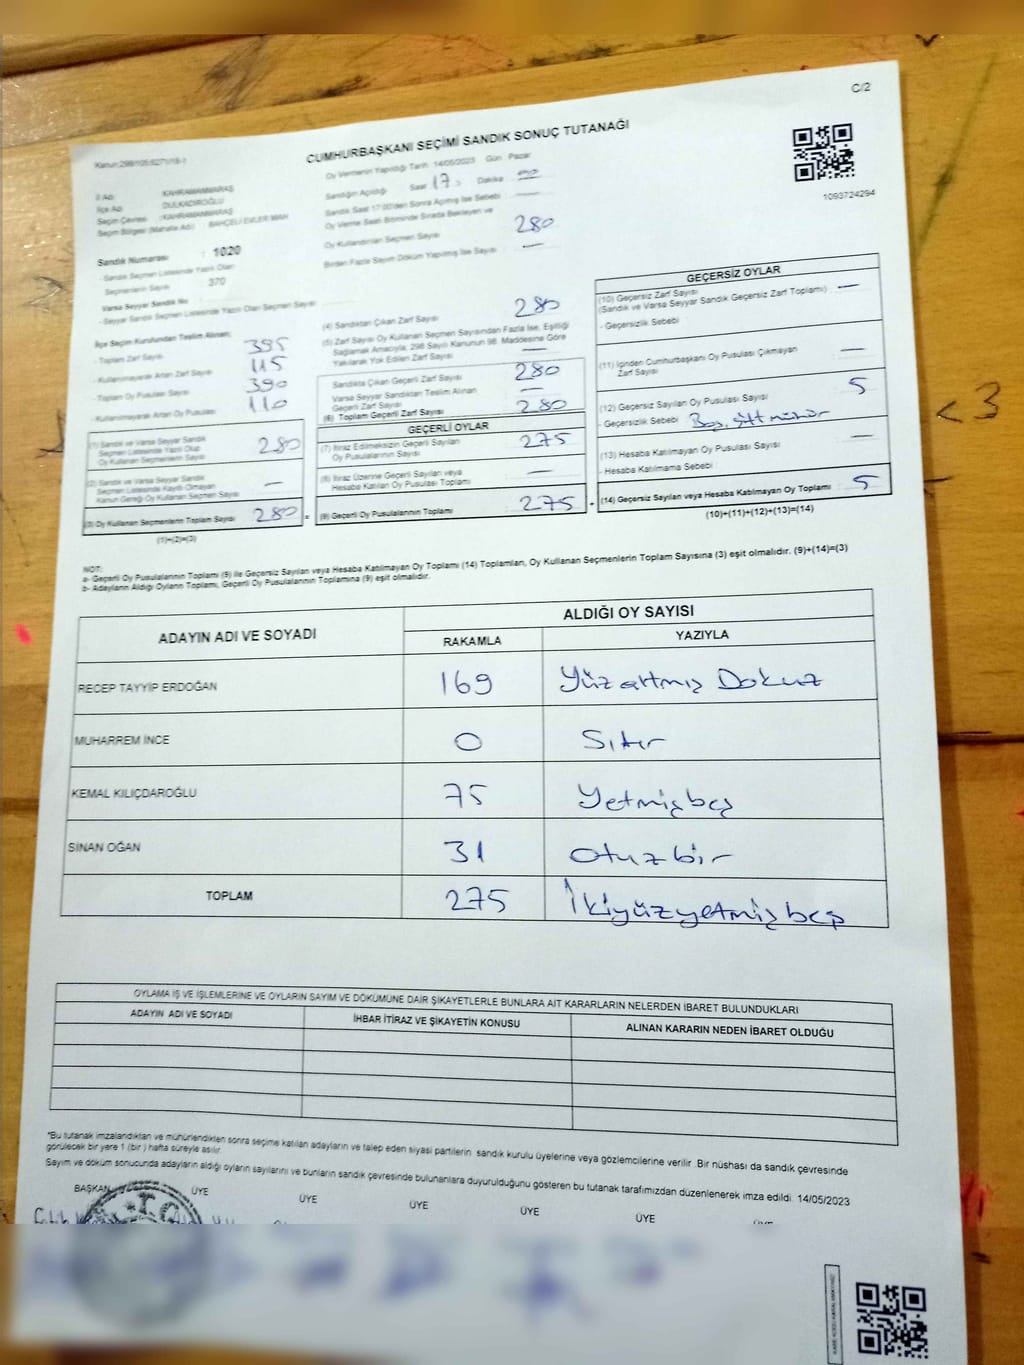 C/2
CUMHURBAŞKANI SEÇİMİ SANDIK SONUÇ TUTANAĞI
1093724294
İl Adı KAHRAMANMARAŞ
İlçe Adı DULKADİROĞLU
Seçim Çevresi : KAHRAMANMARAŞ
Seçim Bölgesi (Mahalle Adı) : BAHÇELİ EVLER MAH
Sandık Numarası : 1020
- Sandık Seçmen Listesinde Yazılı Olan
Seçmenlerin Sayısı 370
Varsa Seyyar Sandık No
- Seyyar Sandık Seçmen Listesinde Yazılı Olan Seçmen Sayısı :
İlçe Seçim Kurulundan Teslim Alınan;
- Toplam Zarf Sayısı 395
- Kullanılmayarak Artan Zarf Sayısı 115
- Toplam Oy Pusulası Sayısı 390
- Kullanılmayarak Artan Oy Pusulası 110
(1) Sandık ve Varsa Seyyar Sandık
Seçmen Listesinde Yazılı Olup
Oy Kullanan Seçmenlerin Sayısı 280
(2) Sandık ve Varsa Seyyar Sandık
Seçmen Listesinde Kayıtlı Olmayan
Kanun Gereği Oy Kullanan Seçmen Sayısı —
(3) Oy Kullanan Seçmenlerin Toplam Sayısı 280
(1)+(2)=(3)
Oy Vermenin Yapıldığı Tarih: 14/05/2023 Gün Pazar
Sandığın Açıldığı Saat 17 Dakika
Sandık Saat 17:00'den Sonra Açılmış İse Sebebi —
Oy Verme Saati Bitiminde Sırada Bekleyen ve
Oy Kullandırılan Seçmen Sayısı 280
Birden Fazla Sayım Döküm Yapılmış İse Sayısı —
(4) Sandıktan Çıkan Zarf Sayısı 280
(5) Zarf Sayısı Oy Kullanan Seçmen Sayısından Fazla İse, Eşitliği
Sağlamak Amacıyla, 298 Sayılı Kanunun 98. Maddesine Göre
Yakılarak Yok Edilen Zarf Sayısı —
Sandıkta Çıkan Geçerli Zarf Sayısı 280
Varsa Seyyar Sandıktan Teslim Alınan
Geçerli Zarf Sayısı —
(6) Toplam Geçerli Zarf Sayısı 280
GEÇERLİ OYLAR
(7) İtiraz Edilmeksizin Geçerli Sayılan
Oy Pusulalarının Sayısı 275
(8) İtiraz Üzerine Geçerli Sayılan veya
Hesaba Katılan Oy Pusulası Toplamı —
(9) Geçerli Oy Pusulalarının Toplamı 275
GEÇERSİZ OYLAR
(10) Geçersiz Zarf Sayısı
(Sandık ve Varsa Seyyar Sandık Geçersiz Zarf Toplamı) : —
- Geçersizlik Sebebi :
(11) İçinden Cumhurbaşkanı Oy Pusulası Çıkmayan
Zarf Sayısı —
(12) Geçersiz Sayılan Oy Pusulası Sayısı 5
- Geçersizlik Sebebi Boş,
(13) Hesaba Katılmayan Oy Pusulası Sayısı —
- Hesaba Katılmama Sebebi :
(14) Geçersiz Sayılan veya Hesaba Katılmayan Oy Toplamı : 5
(10)+(11)+(12)+(13)=(14)
NOT:
a- Geçerli Oy Pusulalarının Toplamı (9) ile Geçersiz Sayılan veya Hesaba Katılmayan Oy Toplamı (14) Toplamları, Oy Kullanan Seçmenlerin Toplam Sayısına (3) eşit olmalıdır. (9)+(14)=(3)
b- Adayların Aldığı Oyların Toplamı, Geçerli Oy Pusulalarının Toplamına (9) eşit olmalıdır.
ADAYIN ADI VE SOYADI ALDIĞI OY SAYISI
RAKAMLA YAZIYLA
RECEP TAYYİP ERDOĞAN 169 Yüzaltmış Dokuz
MUHARREM İNCE 0 Sıfır
KEMAL KILIÇDAROĞLU 75 Yetmişbeş
SİNAN OĞAN 31 Otuzbir
TOPLAM 275 İkiyüzyetmişbeş
OYLAMA İŞ VE İŞLEMLERİNE VE OYLARIN SAYIM VE DÖKÜMÜNE DAİR ŞİKAYETLERLE BUNLARA AİT KARARLARIN NELERDEN İBARET BULUNDUKLARI
ADAYIN ADI VE SOYADI İHBAR İTİRAZ VE ŞİKAYETİN KONUSU ALINAN KARARIN NEDEN İBARET OLDUĞU
*Bu tutanak imzalandıktan ve mühürlendikten sonra seçime katılan adayların ve talep eden siyasi partilerin sandık kurulu üyelerine veya gözlemcilerine verilir. Bir nüshası da sandık çevresinde
görülecek bir yere 1 (bir) hafta süreyle asılır.
Sayım ve döküm sonucunda adayların aldığı oyların sayılarını ve bunların sandık çevresinde bulunanlara duyurulduğunu gösteren bu tutanak tarafımızdan düzenlenerek imza edildi. 14/05/2023
BAŞKAN ÜYE ÜYE ÜYE ÜYE ÜYE
<3